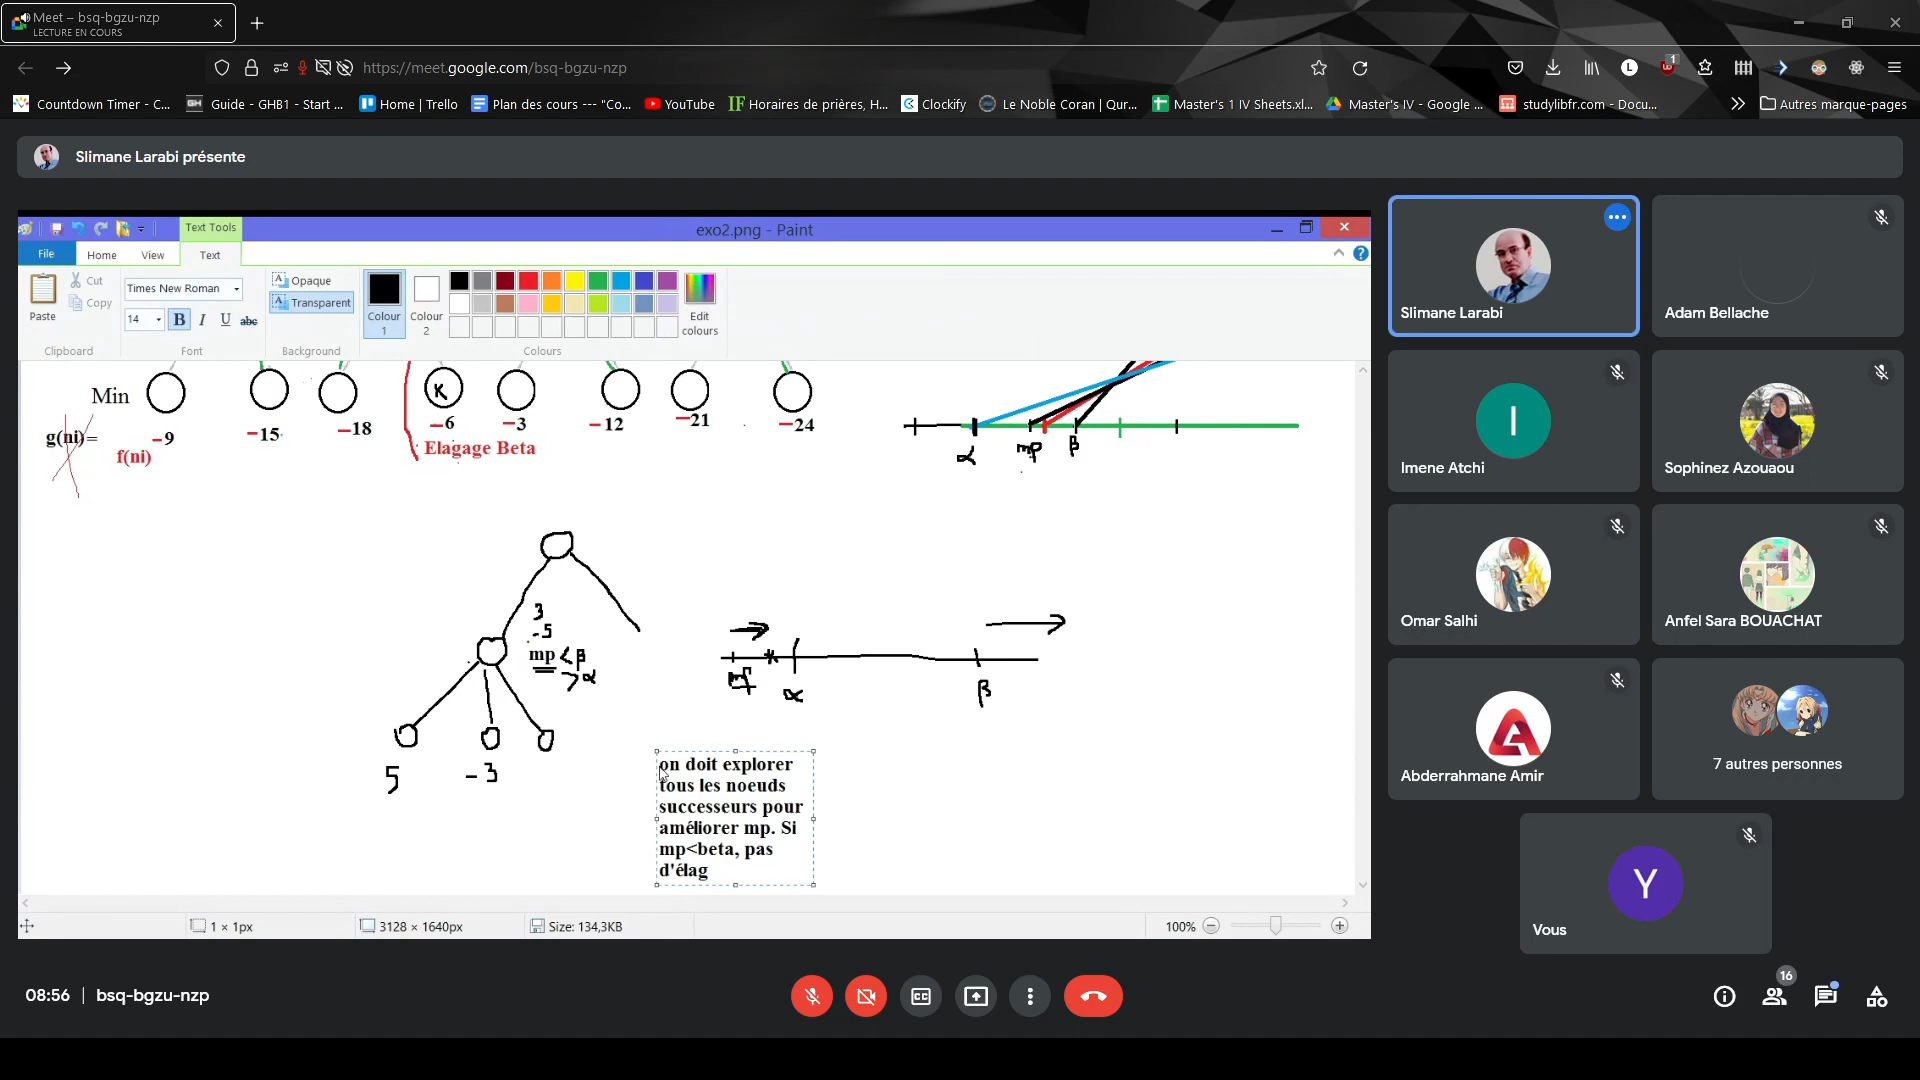 Meet – bsq-bgzu-nzp
LECTURE EN COURS
https://meet.google.com/bsq-bgzu-nzp
1
Countdown Timer - C...
GH Guide - GHB1 - Start ...
Home | Trello
Plan des cours --- "Co...
YouTube
IF Horaires de prières, H...
Clockify
Le Noble Coran | Qur...
Master's 1 IV Sheets.xl...
Master's IV - Google ...
studylibfr.com - Docu...
Autres marque-pages
Slimane Larabi présente
Text Tools
exo2.png - Paint
File
Home
View
Text
Paste
Cut
Copy
Clipboard
Times New Roman
14
B I U abc
Font
Opaque
Transparent
Background
Colour 1
Colour 2
Edit colours
Colours
Min
K
g(ni)=
f(ni)
-9
-15
-18
-6
-3
-12
-21
-24
Elagage Beta
α
mp
β
3
-5
mp < β
> α
5
-3
α
β
on doit explorer
tous les noeuds
successeurs pour
améliorer mp. Si
mp<beta, pas
d'élag
1 × 1px
3128 × 1640px
Size: 134,3KB
100%
Slimane Larabi
Adam Bellache
I
Imene Atchi
Sophinez Azouaou
Omar Salhi
Anfel Sara BOUACHAT
Abderrahmane Amir
7 autres personnes
Y
Vous
08:56 | bsq-bgzu-nzp
16